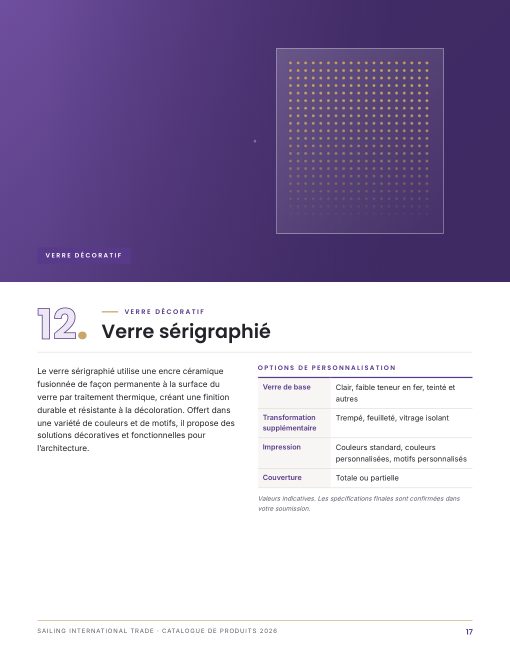 VERRE DÉCORATIF
12.
VERRE DÉCORATIF
Verre sérigraphié
Le verre sérigraphié utilise une encre céramique
fusionnée de façon permanente à la surface du
verre par traitement thermique, créant une finition
durable et résistante à la décoloration. Offert dans
une variété de couleurs et de motifs, il propose des
solutions décoratives et fonctionnelles pour
l'architecture.
OPTIONS DE PERSONNALISATION
Verre de base
Clair, faible teneur en fer, teinté et
autres
Transformation
supplémentaire
Trempé, feuilleté, vitrage isolant
Impression
Couleurs standard, couleurs
personnalisées, motifs personnalisés
Couverture
Totale ou partielle
Valeurs indicatives. Les spécifications finales sont confirmées dans
votre soumission.
SAILING INTERNATIONAL TRADE · CATALOGUE DE PRODUITS 2026
17